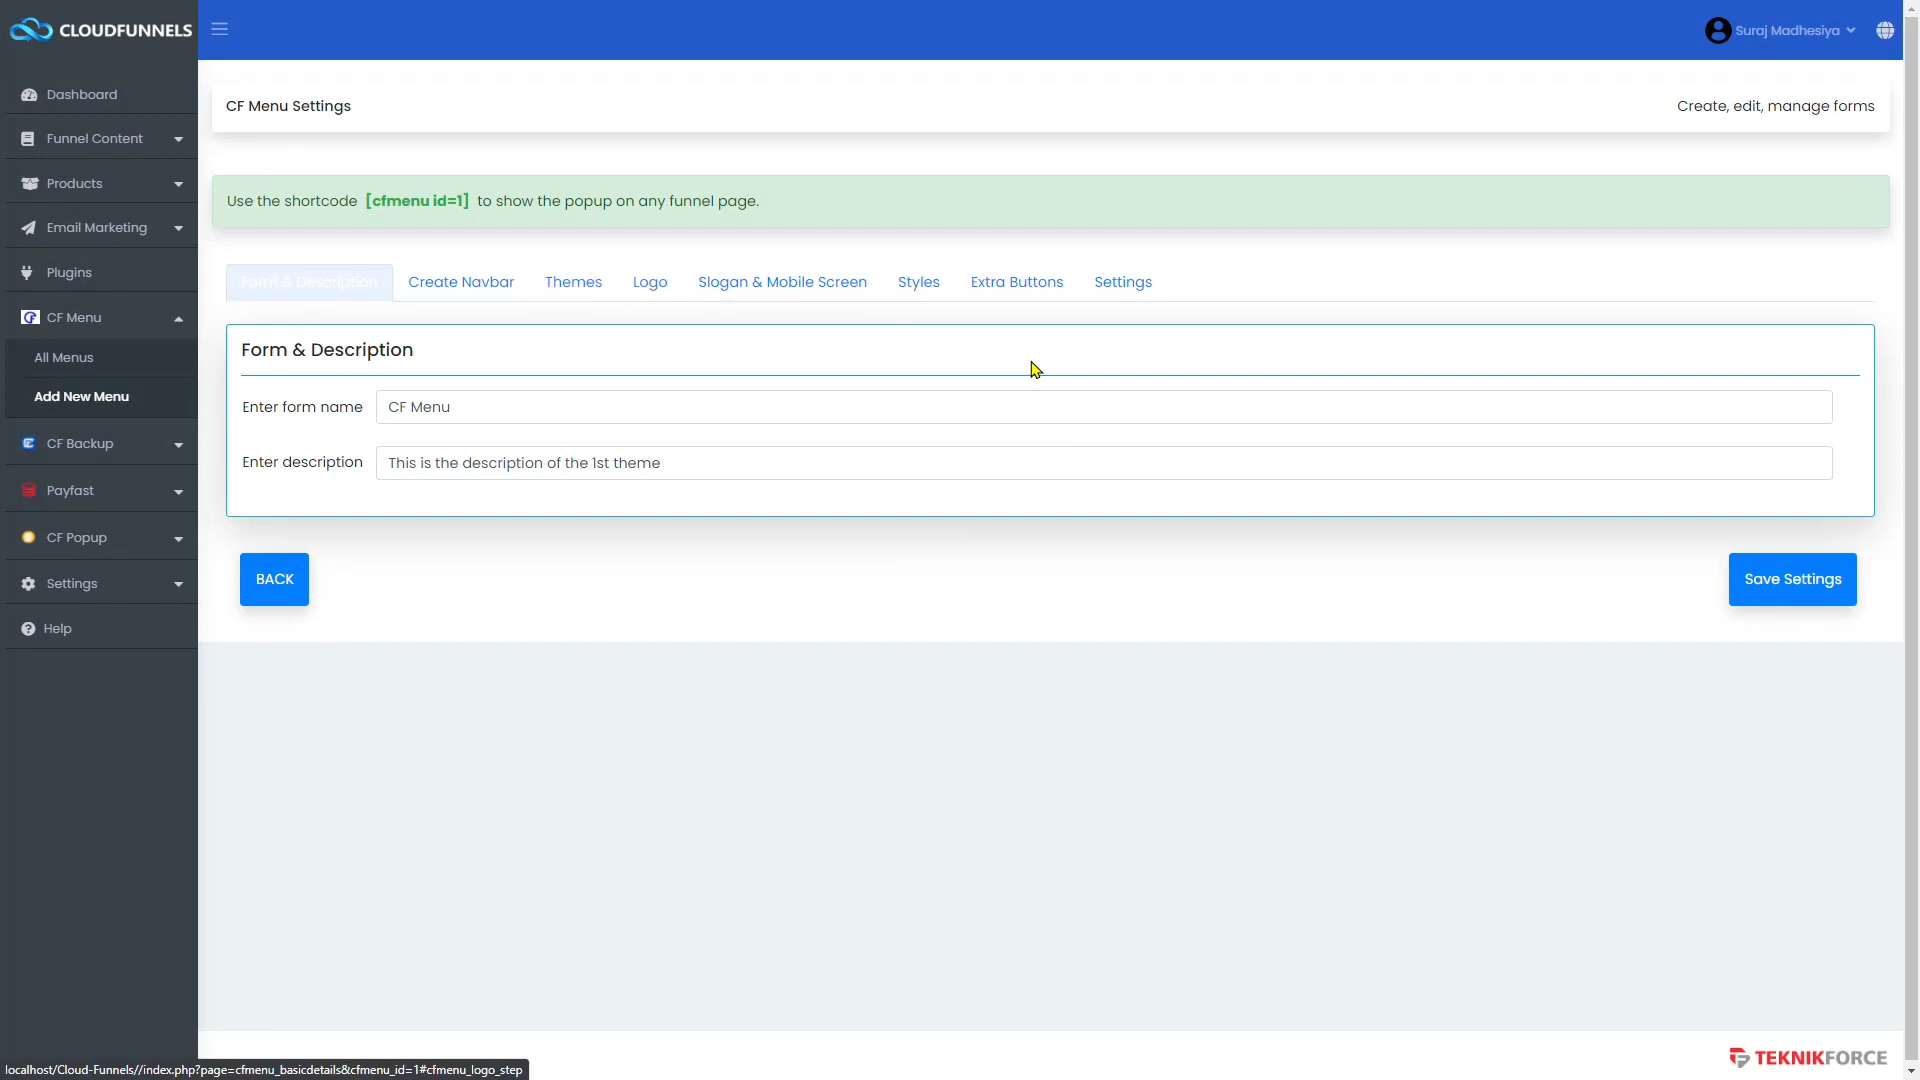 CLOUDFUNNELS
Suraj Madhesiya
Dashboard
Funnel Content
Products
Email Marketing
Plugins
CF Menu
All Menus
Add New Menu
CF Backup
Payfast
CF Popup
Settings
Help
CF Menu Settings
Create, edit, manage forms
Use the shortcode [cfmenu id=1] to show the popup on any funnel page.
Form & Description
Create Navbar
Themes
Logo
Slogan & Mobile Screen
Styles
Extra Buttons
Settings
Form & Description
Enter form name
CF Menu
Enter description
This is the description of the 1st theme
BACK
Save Settings
TEKNIKFORCE
localhost/Cloud-Funnels//index.php?page=cfmenu_basicdetails&cfmenu_id=1#cfmenu_logo_step